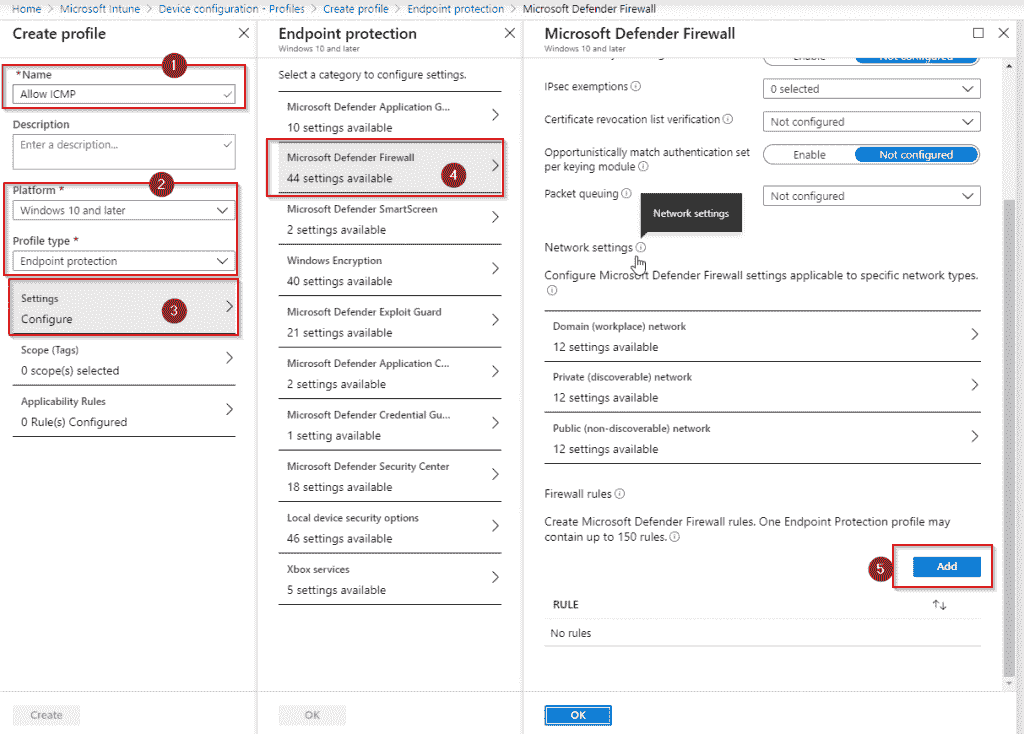 Home > Microsoft Intune > Device configuration - Profiles > Create profile > Endpoint protection > Microsoft Defender Firewall
Create profile
1
*Name
Allow ICMP
Description
Enter a description...
2
Platform *
Windows 10 and later
Profile type *
Endpoint protection
Settings
Configure
3
Scope (Tags)
0 scope(s) selected
Applicability Rules
0 Rule(s) Configured
Create
Endpoint protection
Windows 10 and later
Select a category to configure settings.
Microsoft Defender Application G...
10 settings available
Microsoft Defender Firewall
44 settings available
4
Microsoft Defender SmartScreen
2 settings available
Windows Encryption
40 settings available
Microsoft Defender Exploit Guard
21 settings available
Microsoft Defender Application C...
2 settings available
Microsoft Defender Credential Gu...
1 setting available
Microsoft Defender Security Center
18 settings available
Local device security options
46 settings available
Xbox services
5 settings available
OK
Microsoft Defender Firewall
Windows 10 and later
Enable Not configured
IPsec exemptions 0 selected
Certificate revocation list verification Not configured
Opportunistically match authentication set
per keying module Enable Not configured
Packet queuing Not configured
Network settings
Network settings
Configure Microsoft Defender Firewall settings applicable to specific network types.
Domain (workplace) network
12 settings available
Private (discoverable) network
12 settings available
Public (non-discoverable) network
12 settings available
Firewall rules
Create Microsoft Defender Firewall rules. One Endpoint Protection profile may
contain up to 150 rules.
5
Add
RULE
No rules
OK